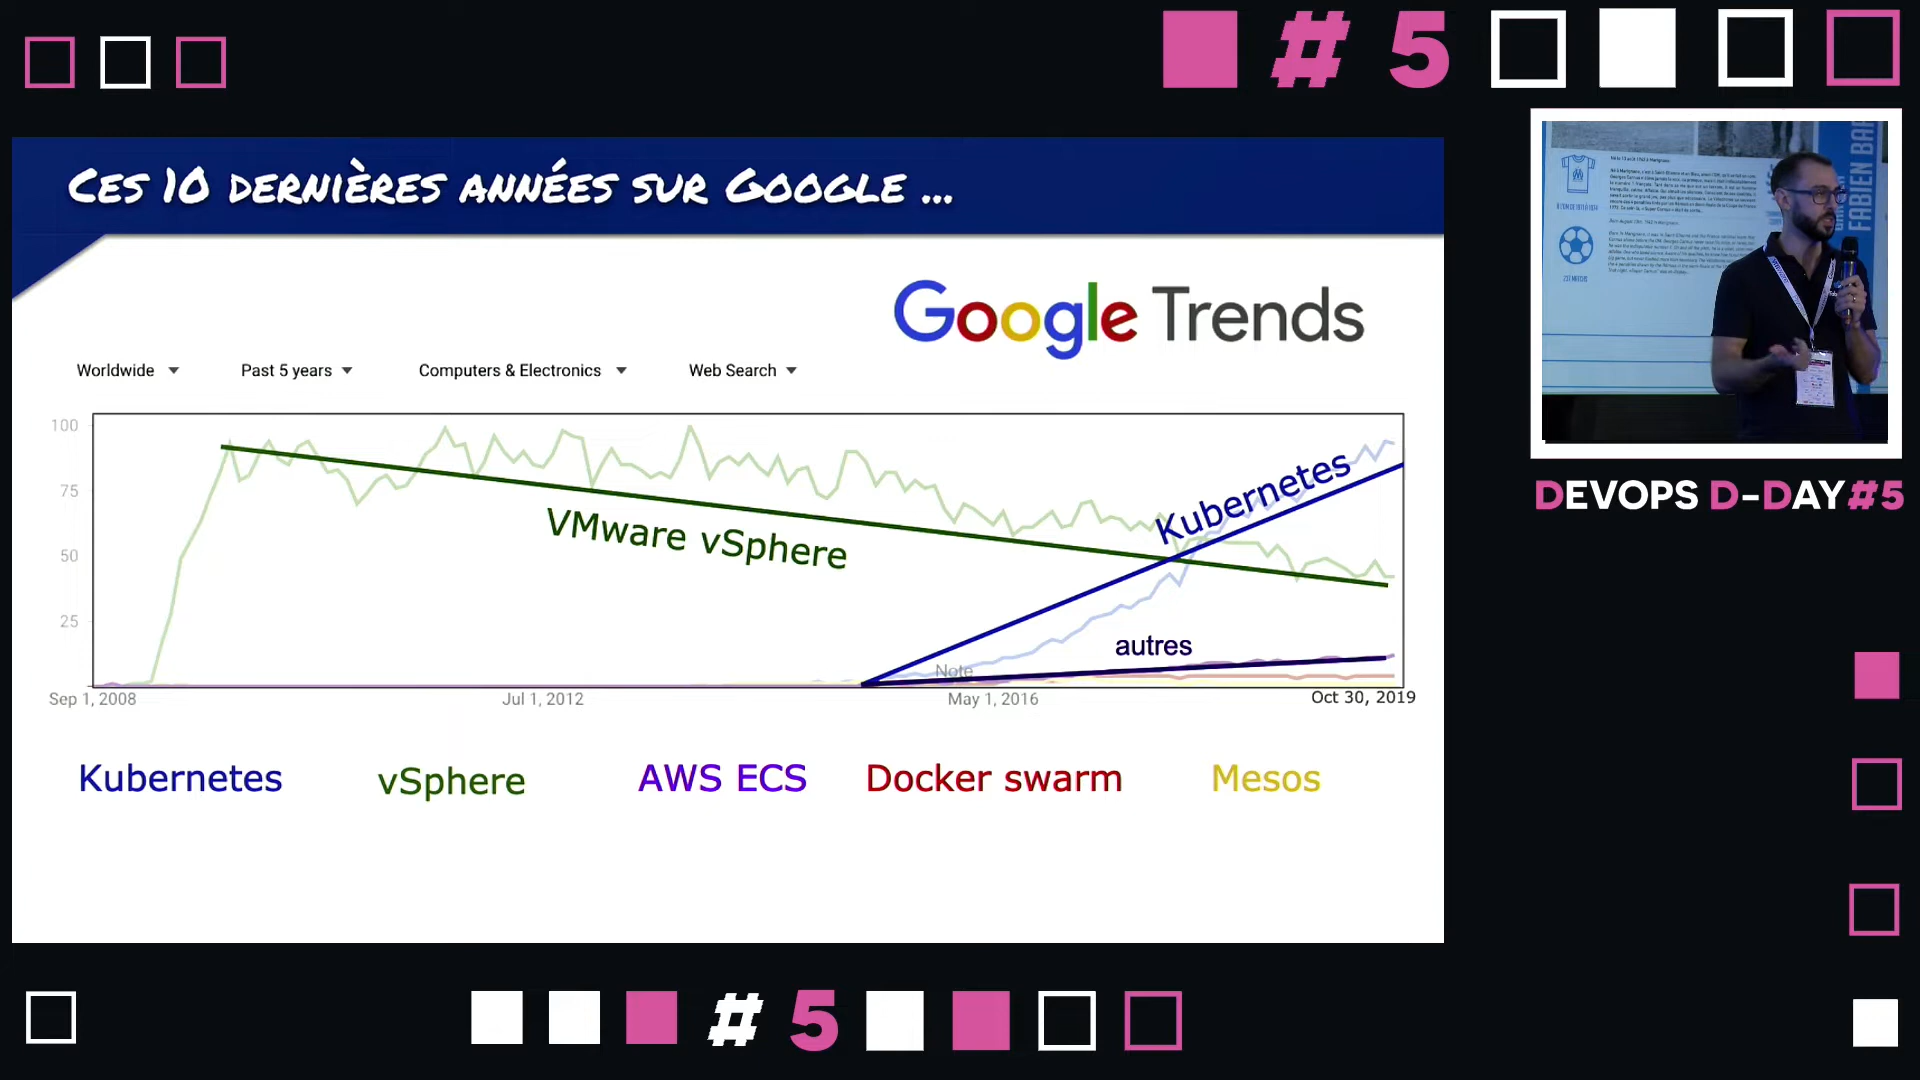 # 5
CES 10 DERNIÈRES ANNÉES SUR GOOGLE ...
Google Trends
Worldwide Past 5 years Computers & Electronics Web Search
100
75
50
25
VMware vSphere
Kubernetes
autres
Note
Sep 1, 2008 Jul 1, 2012 May 1, 2016 Oct 30, 2019
Kubernetes vSphere AWS ECS Docker swarm Mesos
FABIEN BAR
DEVOPS D-DAY#5
# 5